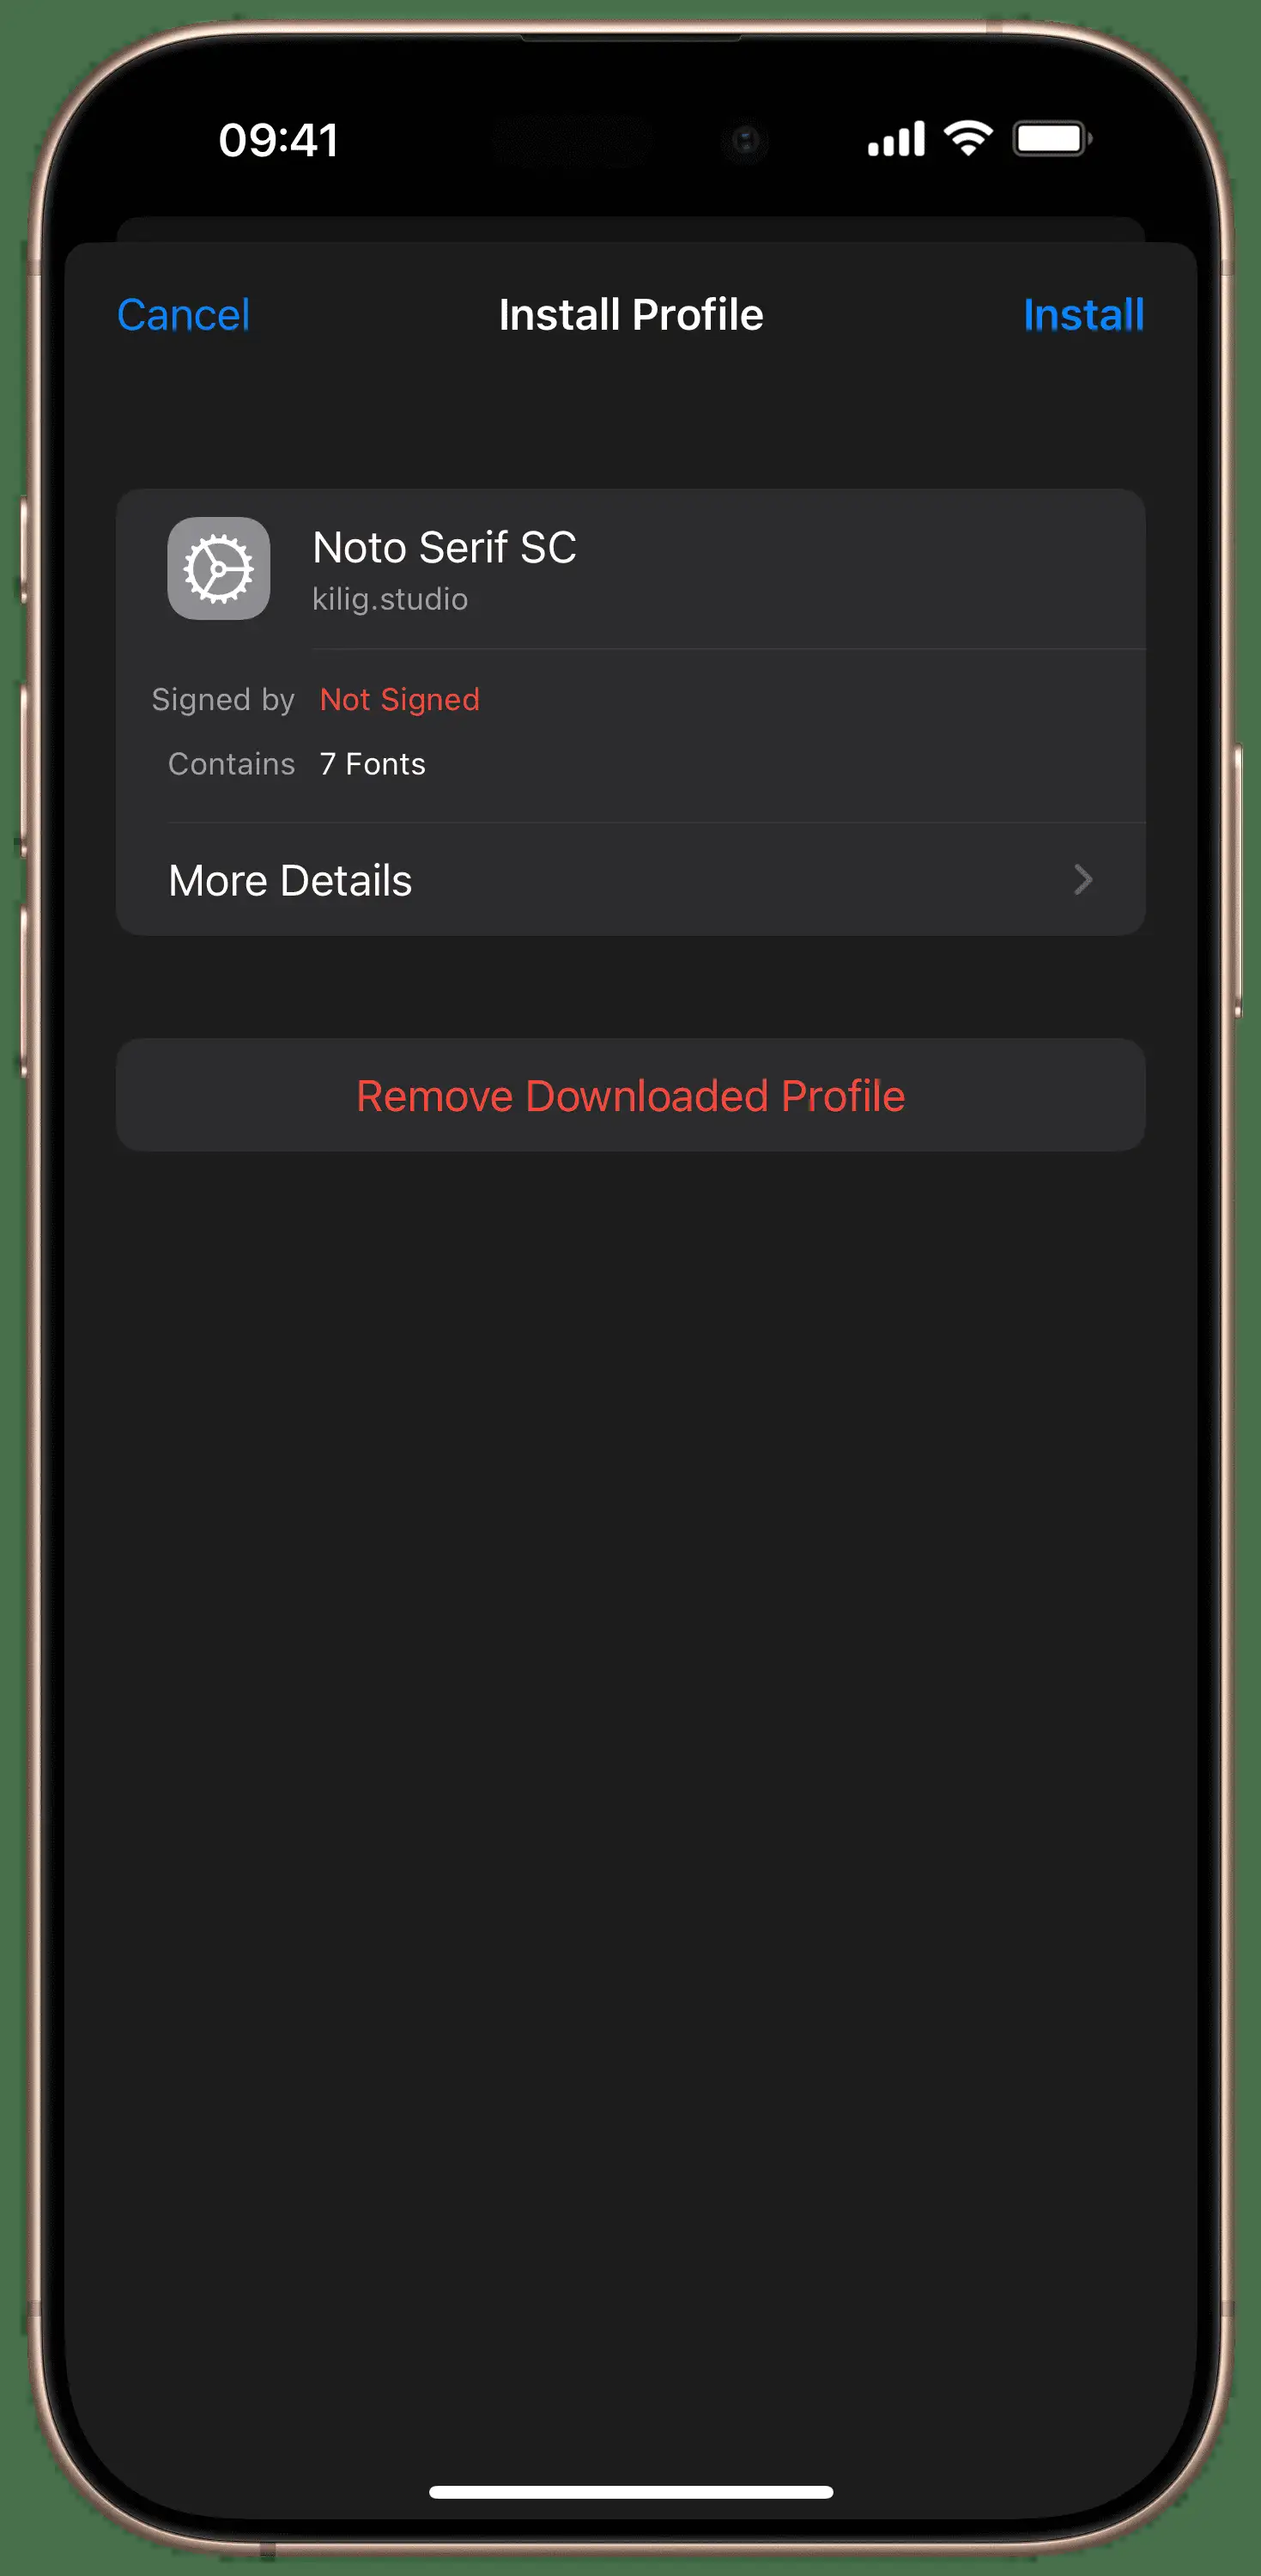 09:41
Cancel Install Profile Install
Noto Serif SC
kilig.studio
Signed by Not Signed
Contains 7 Fonts
More Details
Remove Downloaded Profile